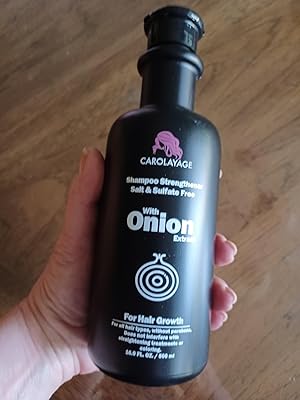 CAROLAYAGE
Shampoo Strengthener
Salt & Sulfate Free
With
Onion
Extract
For Hair Growth
For all hair types, without parabens.
Does not interfere with
straightening treatments or
coloring.
16.9 FL. OZ. / 500 ml